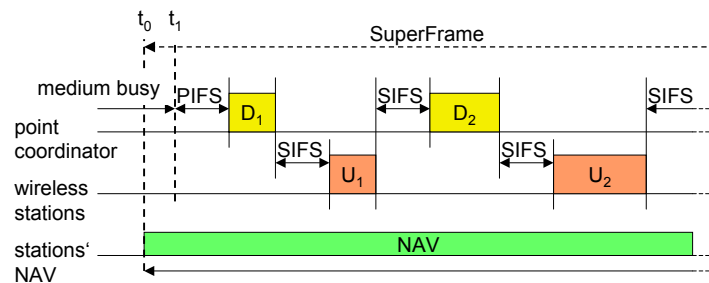 t0 t1
SuperFrame
medium busy
PIFS
SIFS
SIFS
D1
D2
point
coordinator
SIFS
SIFS
U1
U2
wireless
stations
stations‘
NAV
NAV